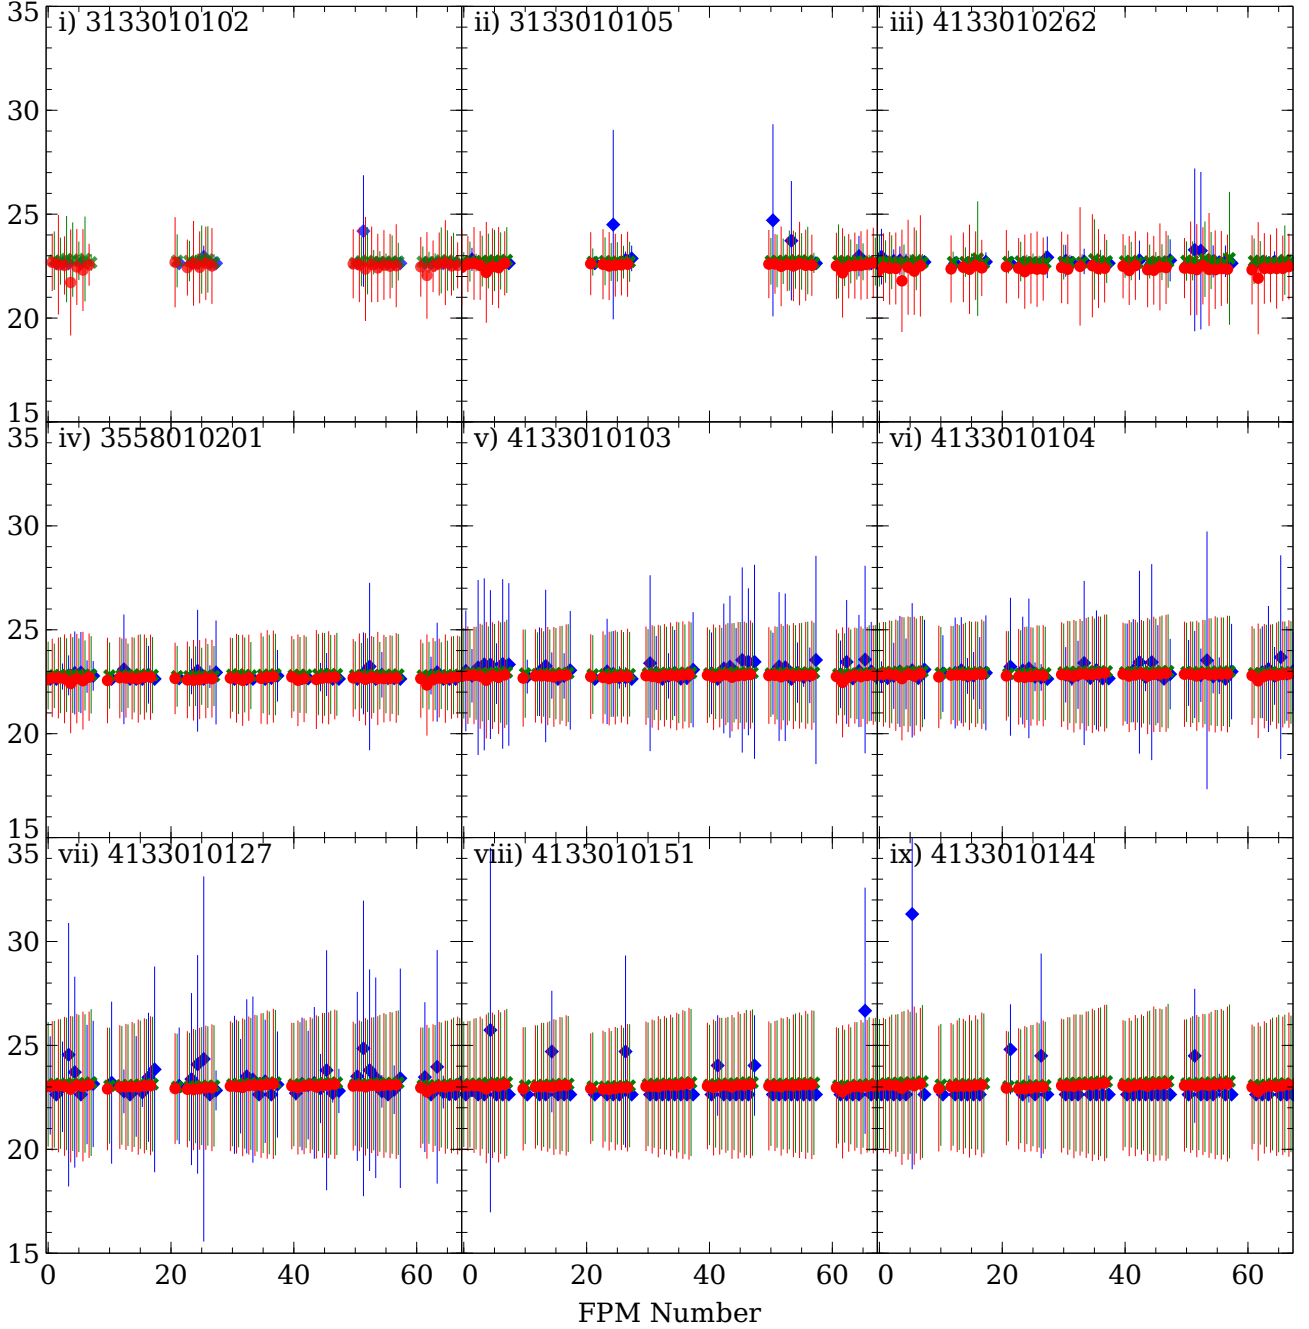 35
i) 3133010102
ii) 3133010105
iii) 4133010262
30
25
20
15
35
iv) 3558010201
v) 4133010103
vi) 4133010104
30
25
20
15
35
vii) 4133010127
viii) 4133010151
ix) 4133010144
30
25
20
15
0 20 40 60 0 20 40 60 0 20 40 60
FPM Number